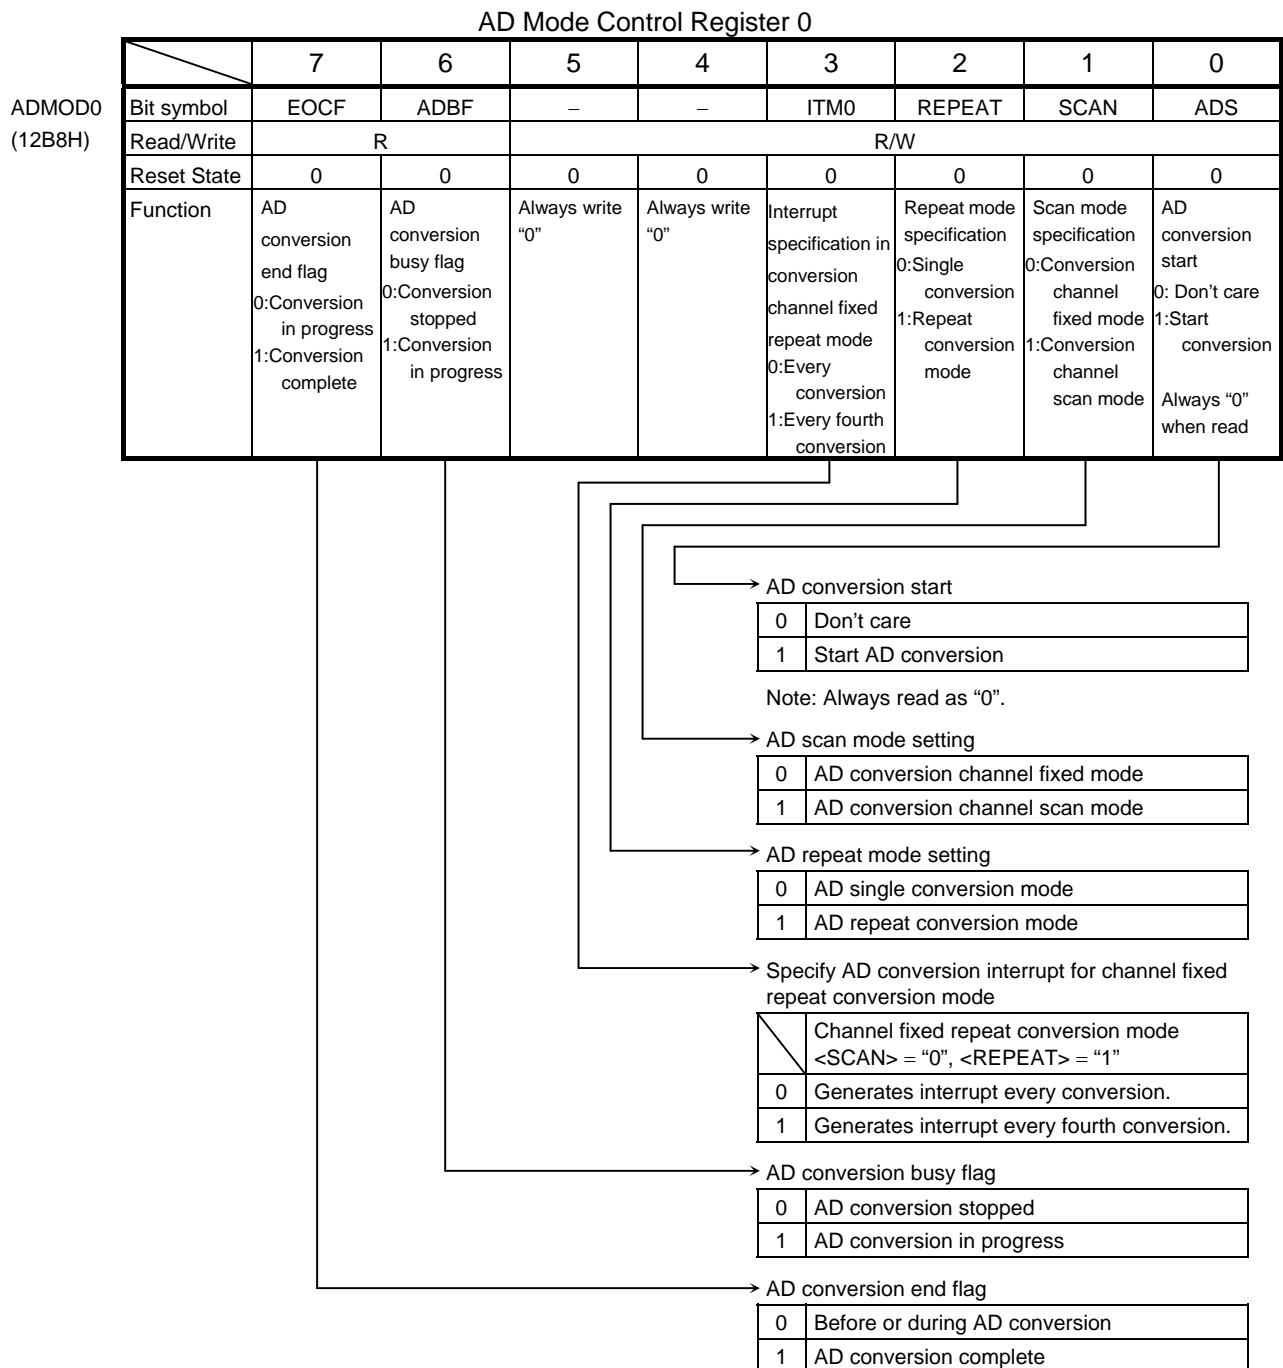 AD Mode Control Register 0
7 6 5 4 3 2 1 0
ADMOD0 Bit symbol EOCF ADBF − − ITM0 REPEAT SCAN ADS
(12B8H) Read/Write R R/W
Reset State 0 0 0 0 0 0 0 0
Function
AD
conversion
end flag
0:Conversion
in progress
1:Conversion
complete
AD
conversion
busy flag
0:Conversion
stopped
1:Conversion
in progress
Always write
“0”
Always write
“0”
Interrupt
specification in
conversion
channel fixed
repeat mode
0:Every
conversion
1:Every fourth
conversion
Repeat mode
specification
0:Single
conversion
1:Repeat
conversion
mode
Scan mode
specification
0:Conversion
channel
fixed mode
1:Conversion
channel
scan mode
AD
conversion
start
0: Don’t care
1:Start
conversion
Always “0”
when read
AD conversion start
0 Don’t care
1 Start AD conversion
Note: Always read as “0”.
AD scan mode setting
0 AD conversion channel fixed mode
1 AD conversion channel scan mode
AD repeat mode setting
0 AD single conversion mode
1 AD repeat conversion mode
Specify AD conversion interrupt for channel fixed
repeat conversion mode
Channel fixed repeat conversion mode
<SCAN> = “0”, <REPEAT> = “1”
0 Generates interrupt every conversion.
1 Generates interrupt every fourth conversion.
AD conversion busy flag
0 AD conversion stopped
1 AD conversion in progress
AD conversion end flag
0 Before or during AD conversion
1 AD conversion complete